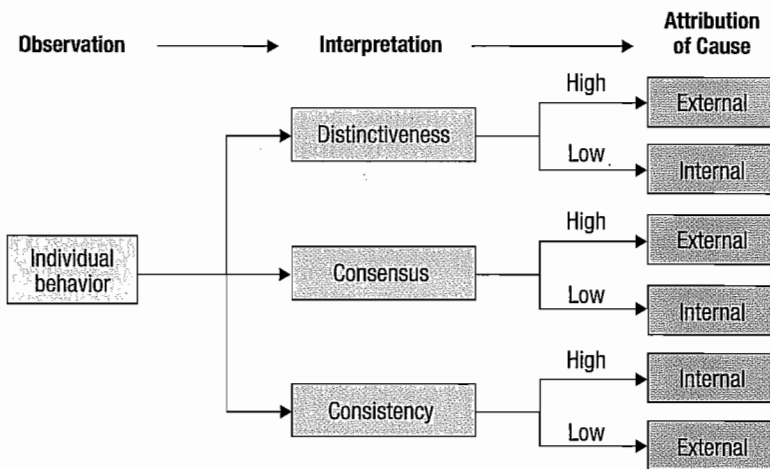 Observation
Interpretation
Attribution
of Cause
Individual
behavior
Distinctiveness
High
External
Low
Internal
Consensus
High
External
Low
Internal
Consistency
High
Internal
Low
External